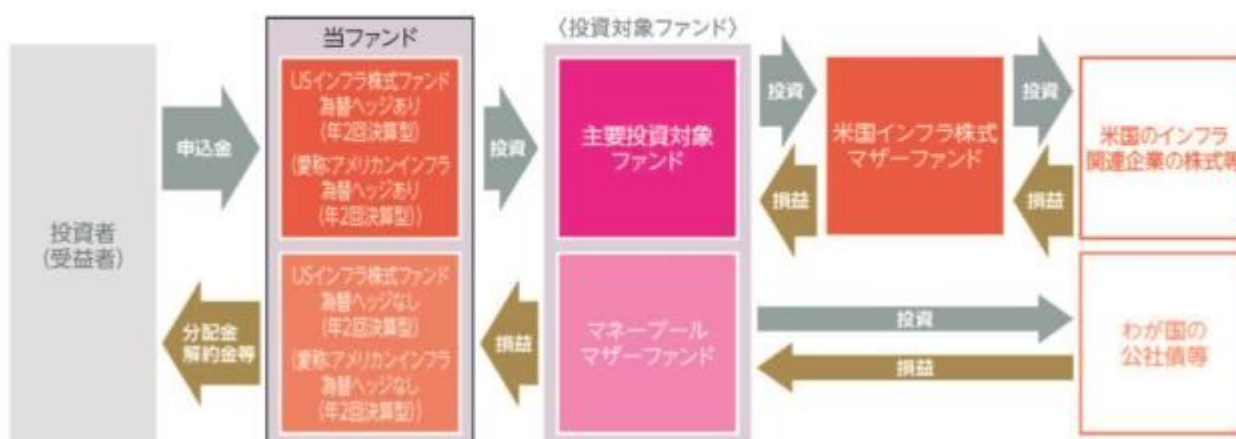 投資者
(受益者)
申込金
分配金
解約金等
当ファンド
USインフラ株式ファンド
為替ヘッジあり
(年2回決算型)
(愛称:アメリカンインフラ
為替ヘッジあり
(年2回決算型))
USインフラ株式ファンド
為替ヘッジなし
(年2回決算型)
(愛称:アメリカンインフラ
為替ヘッジなし
(年2回決算型))
投資
損益
〈投資対象ファンド〉
主要投資対象
ファンド
マネープール
マザーファンド
投資
損益
米国インフラ株式
マザーファンド
投資
損益
米国のインフラ
関連企業の株式等
投資
損益
わが国の
公社債等